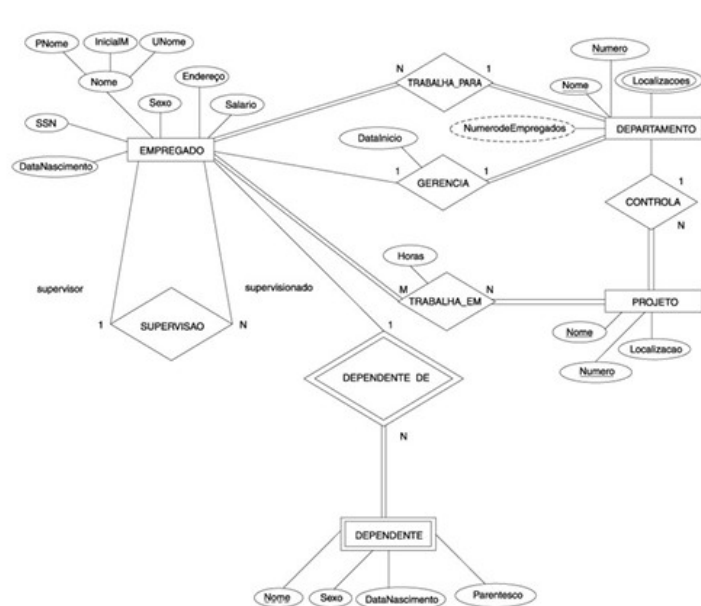 PNome
InicialM
UNome
Nome
Endereço
Sexo
Salario
SSN
EMPREGADO
DataNascimento
N
TRABALHA_PARA
1
Numero
Nome
Localizacoes
NumerodeEmpregados
DEPARTAMENTO
DataInicio
1
GERENCIA
1
1
CONTROLA
N
supervisor
supervisionado
1
SUPERVISAO
N
Horas
M
TRABALHA_EM
N
PROJETO
Nome
Localizacao
Numero
1
DEPENDENTE DE
N
DEPENDENTE
Nome
Sexo
DataNascimento
Parentesco